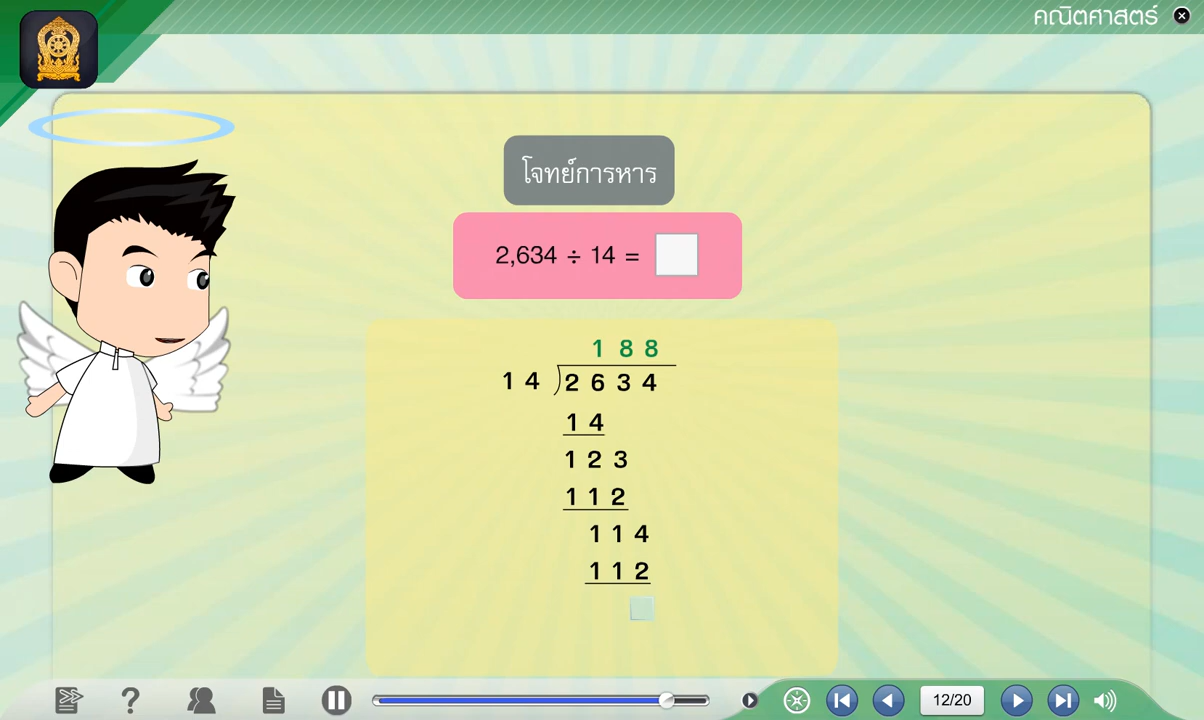 คณิตศาสตร์
โจทย์การหาร
2,634 ÷ 14 =
1 8 8
1 4 ) 2 6 3 4
1 4
1 2 3
1 1 2
1 1 4
1 1 2
?
12/20